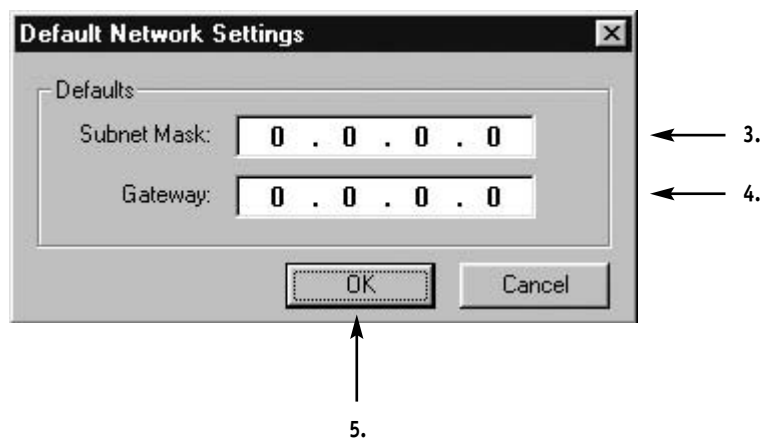 Default Network Settings
Defaults
Subnet Mask: 0 . 0 . 0 . 0
3.
Gateway: 0 . 0 . 0 . 0
4.
OK
Cancel
5.